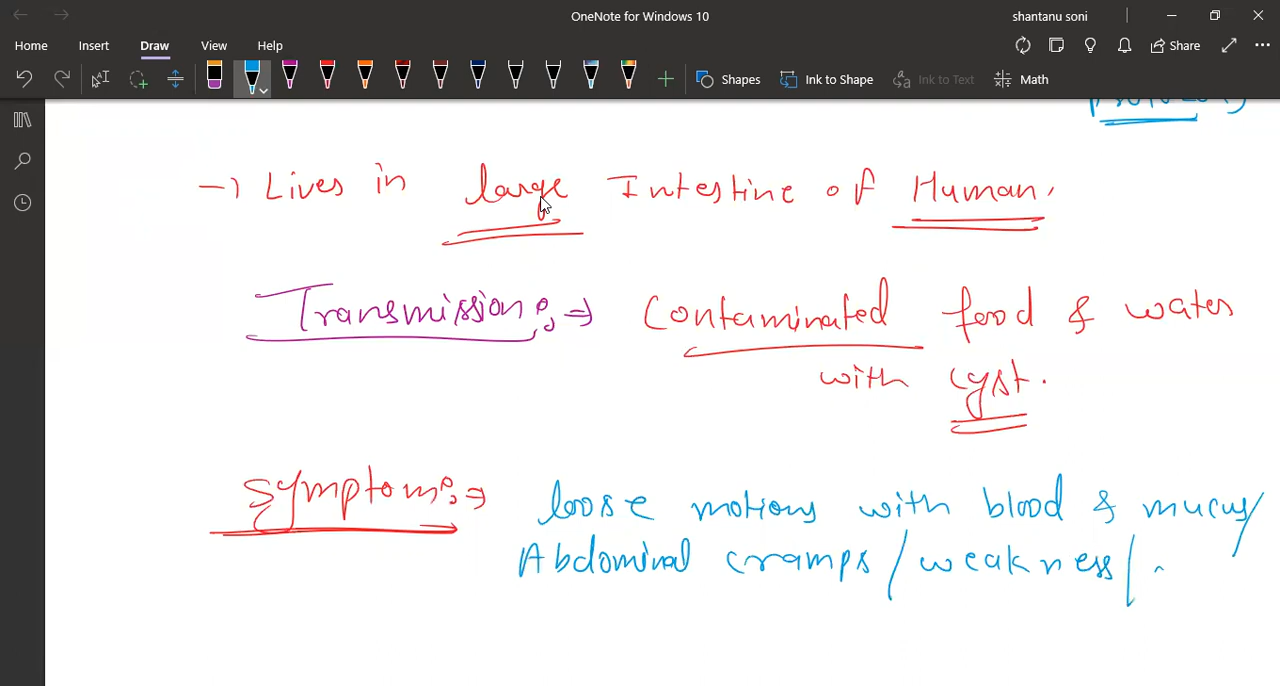 OneNote for Windows 10
shantanu soni
Home Insert Draw View Help
Share
Shapes Ink to Shape Ink to Text Math
→ Lives in large Intestine of Human.
Transmission:⇒ Contaminated food & water
with cyst.
Symptom:⇒ loose motions with blood & mucus/
Abdominal cramps/weakness/